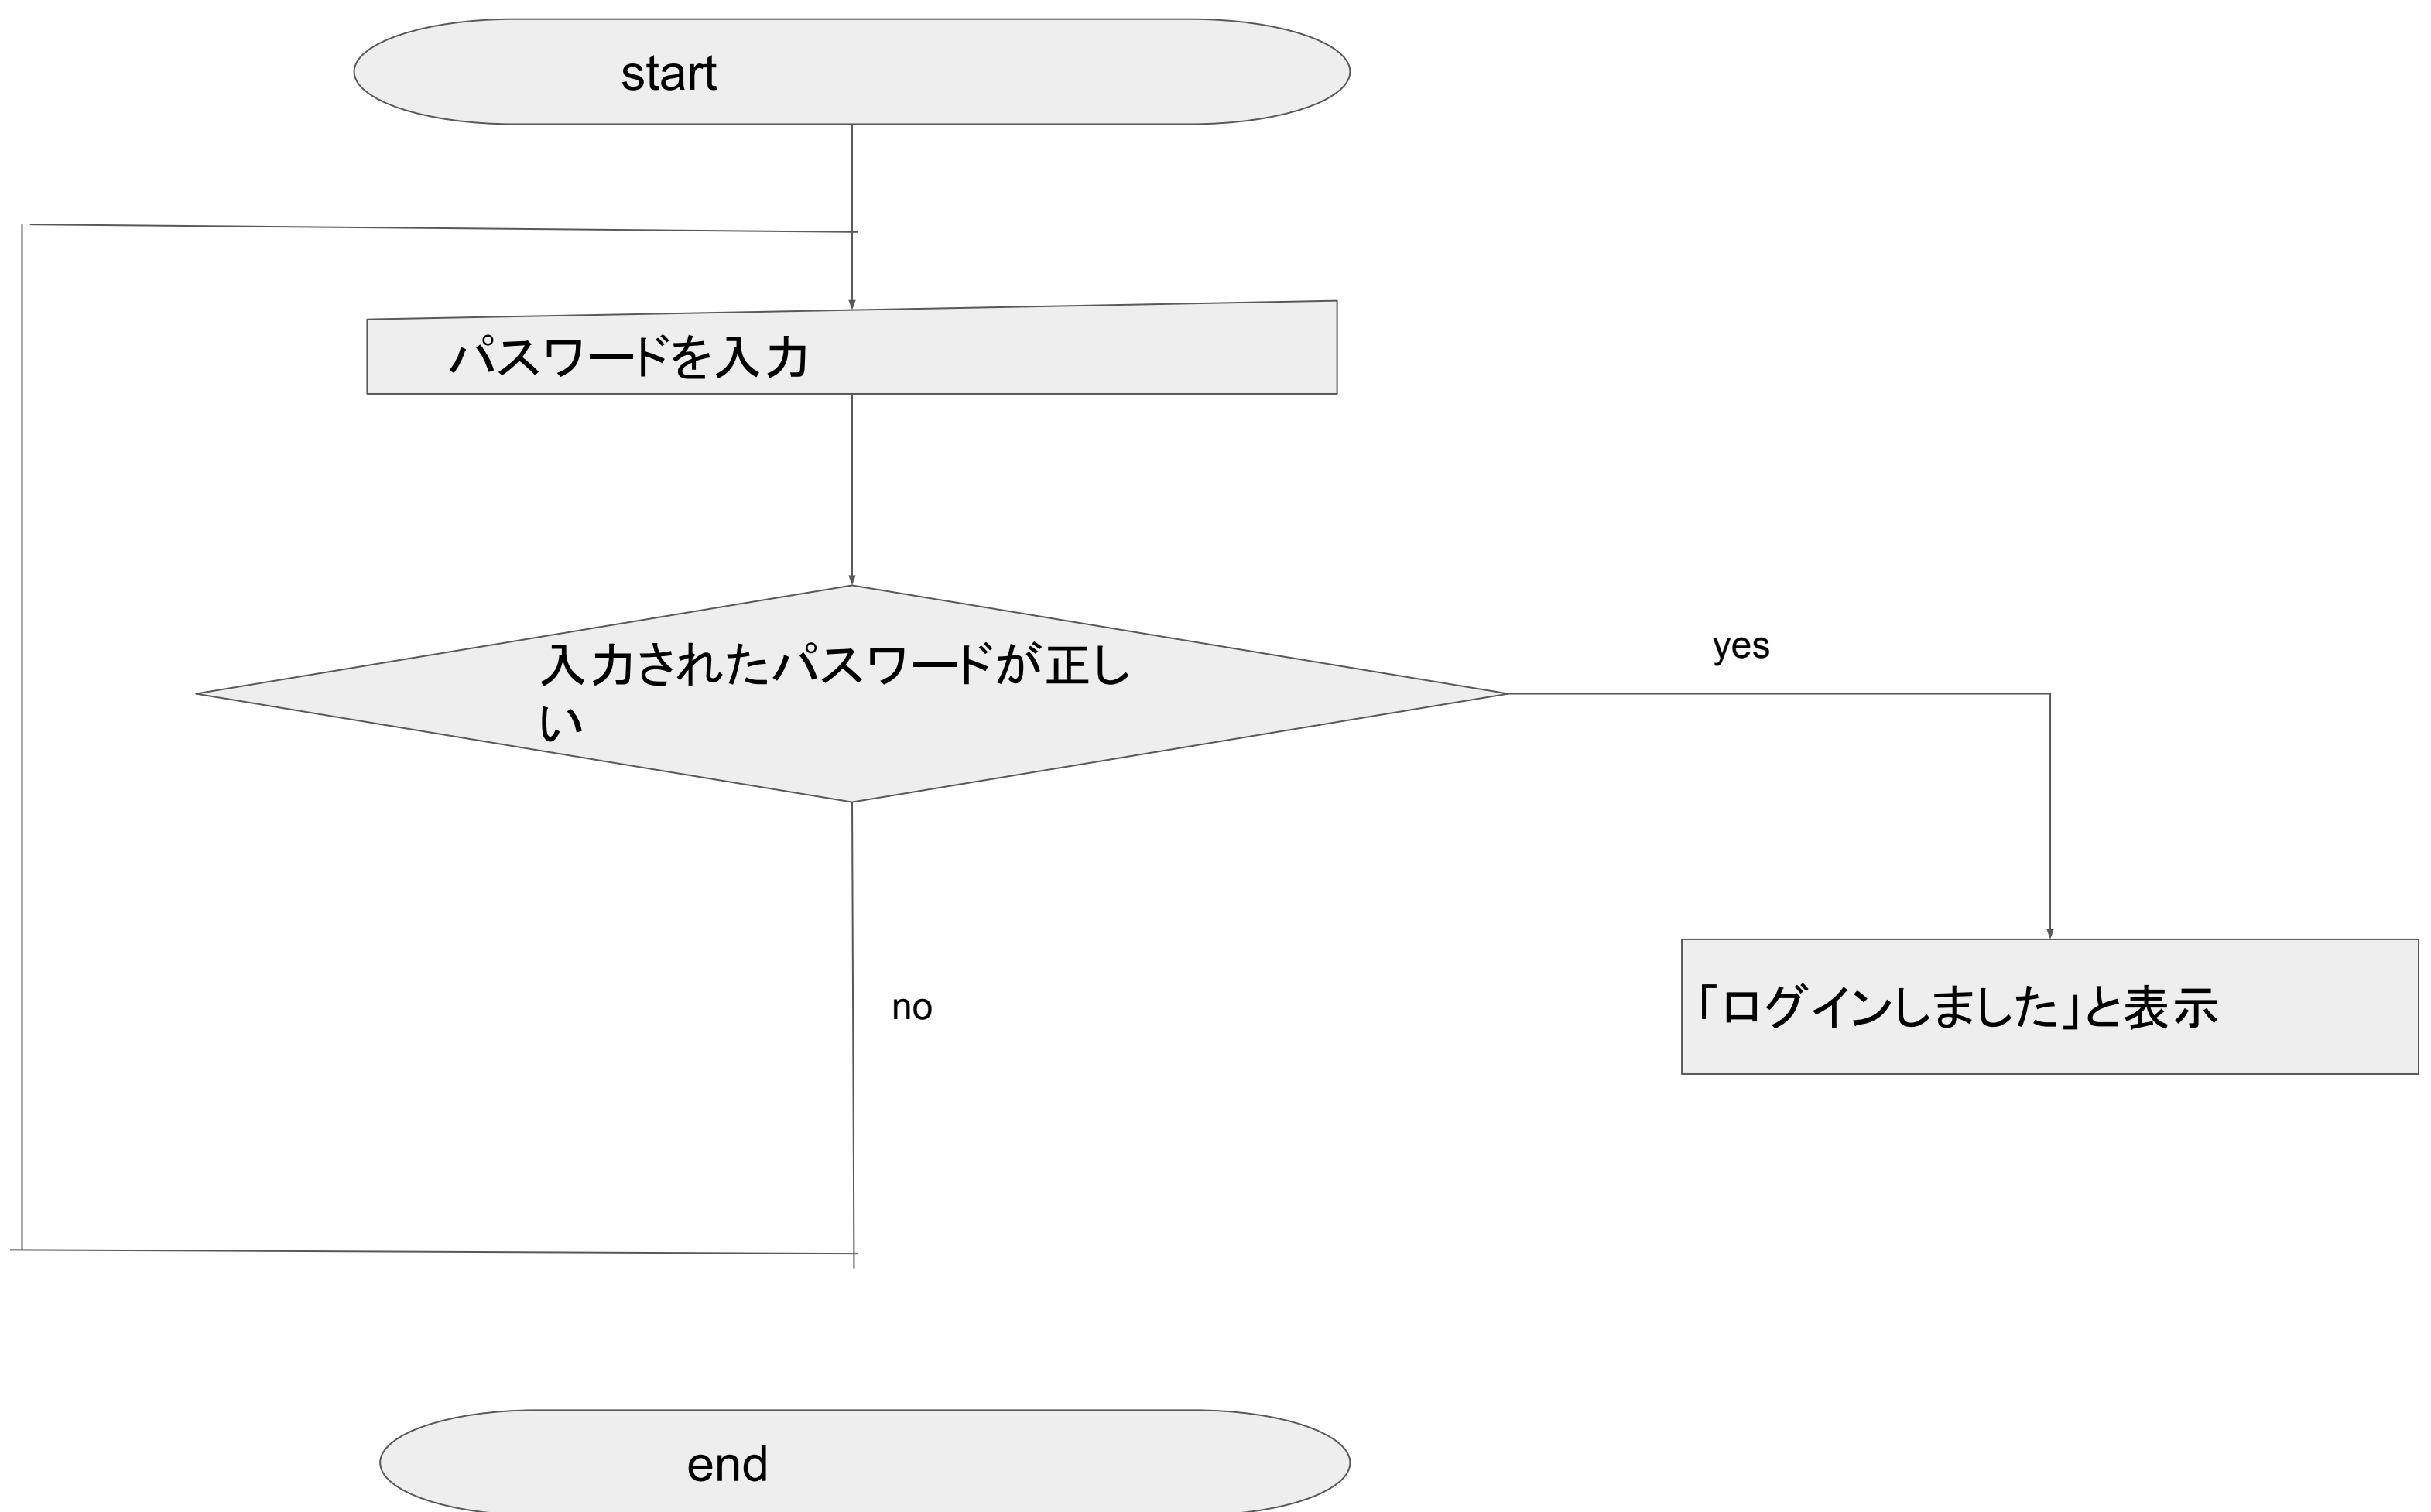 start
パスワードを入力
入力されたパスワードが正し
い
yes
「ログインしました」と表示
no
end